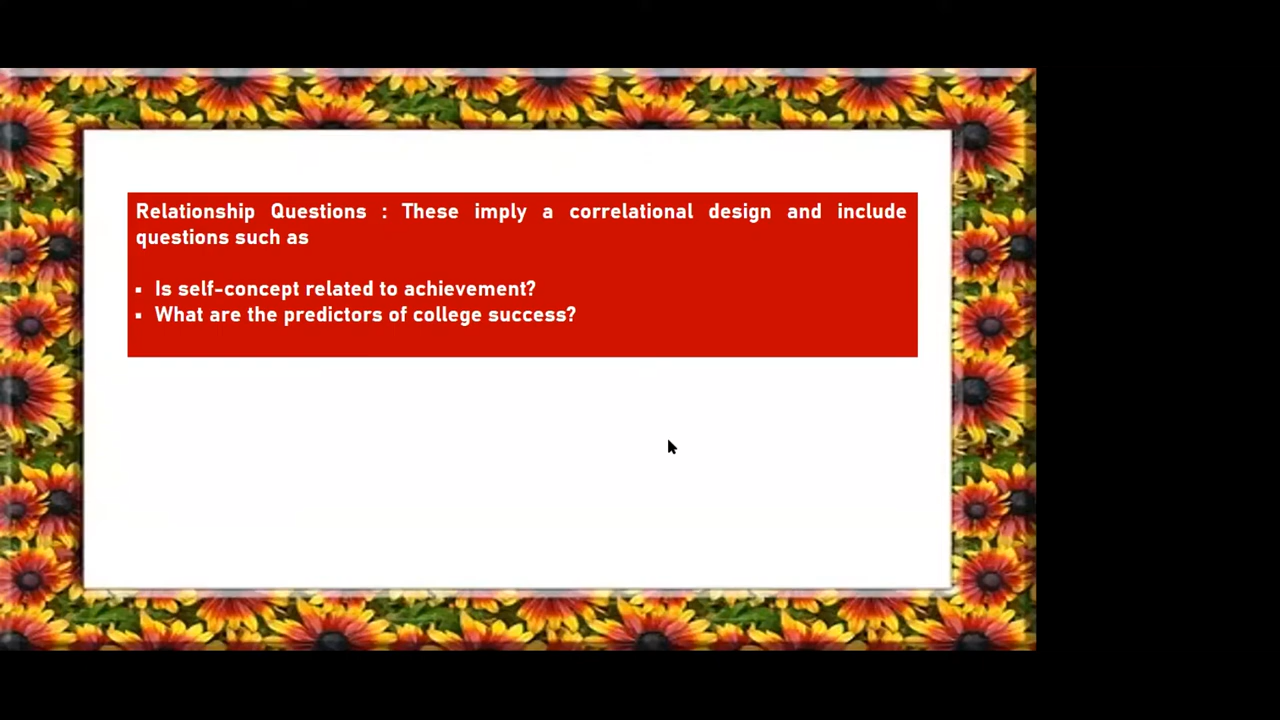 Relationship Questions : These imply a correlational design and include
questions such as
▪ Is self-concept related to achievement?
▪ What are the predictors of college success?